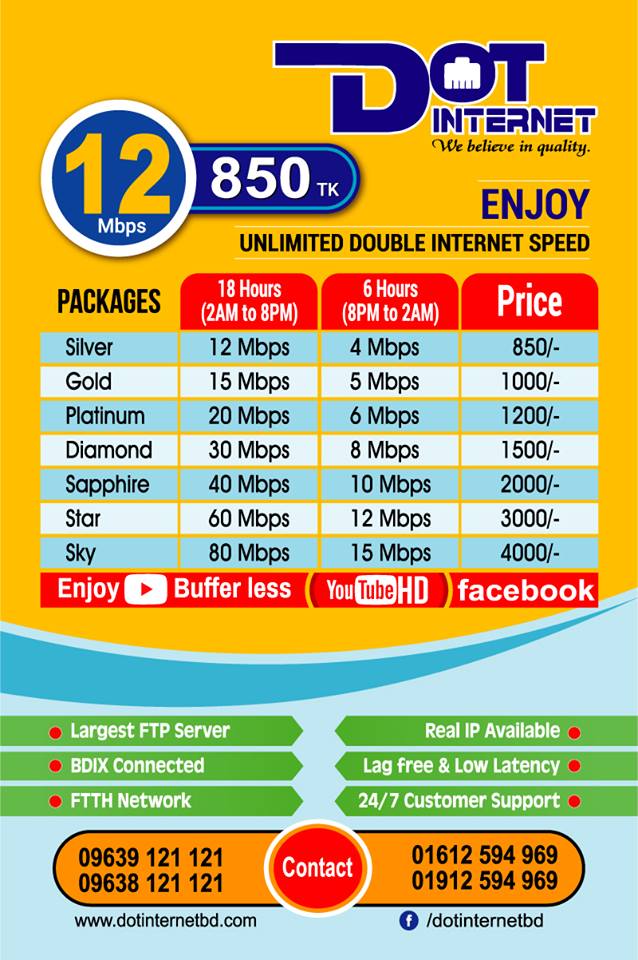 DOT
INTERNET
We believe in quality.
12
Mbps
850 TK
ENJOY
UNLIMITED DOUBLE INTERNET SPEED
PACKAGES 18 Hours (2AM to 8PM) 6 Hours (8PM to 2AM) Price
Silver 12 Mbps 4 Mbps 850/-
Gold 15 Mbps 5 Mbps 1000/-
Platinum 20 Mbps 6 Mbps 1200/-
Diamond 30 Mbps 8 Mbps 1500/-
Sapphire 40 Mbps 10 Mbps 2000/-
Star 60 Mbps 12 Mbps 3000/-
Sky 80 Mbps 15 Mbps 4000/-
Enjoy Buffer less YouTube HD facebook
Largest FTP Server Real IP Available
BDIX Connected Lag free & Low Latency
FTTH Network 24/7 Customer Support
09639 121 121 Contact 01612 594 969
09638 121 121 01912 594 969
www.dotinternetbd.com f /dotinternetbd